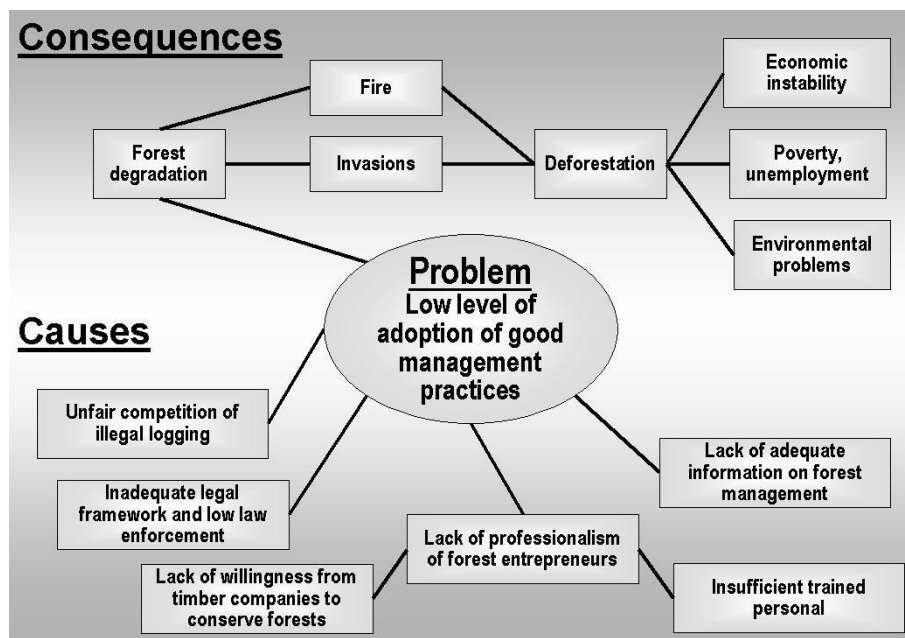 Consequences
Fire
Economic
instability
Forest
degradation
Invasions
Deforestation
Poverty,
unemployment
Environmental
problems
Problem
Low level of
adoption of good
management
practices
Causes
Unfair competition of
illegal logging
Lack of adequate
information on forest
management
Inadequate legal
framework and low law
enforcement
Lack of professionalism
of forest entrepreneurs
Lack of willingness from
timber companies to
conserve forests
Insufficient trained
personal